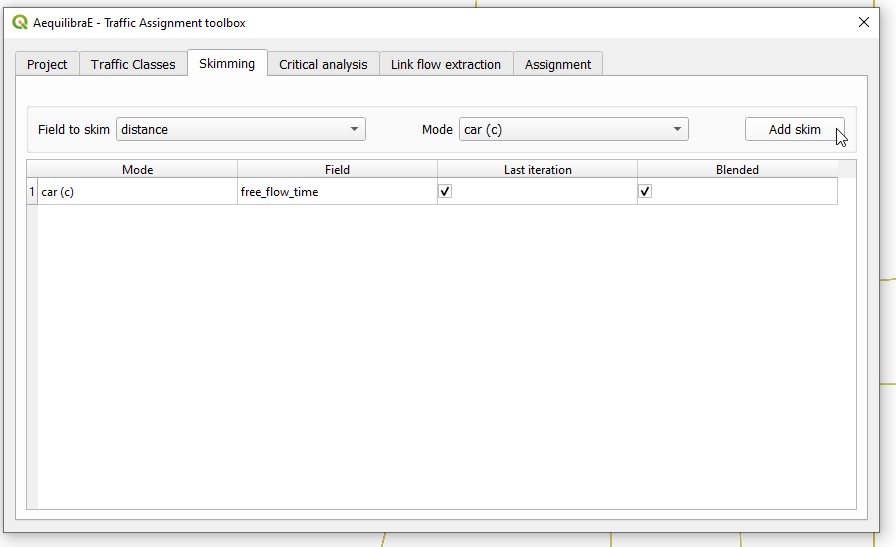 AequilibraE - Traffic Assignment toolbox
Project Traffic Classes Skimming Critical analysis Link flow extraction Assignment
Field to skim distance Mode car (c) Add skim
Mode Field Last iteration Blended
1 car (c) free_flow_time